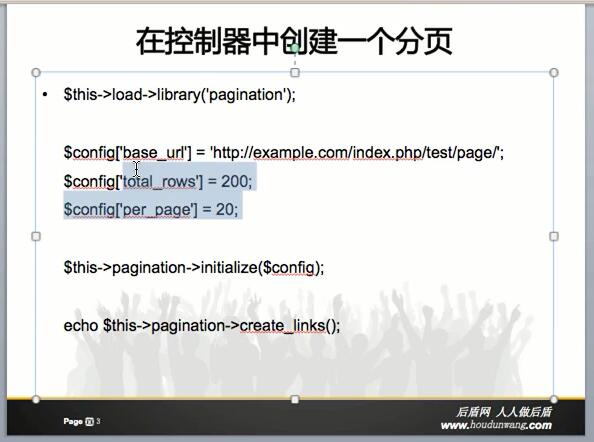 在控制器中创建一个分页
• $this->load->library('pagination');
$config['base_url'] = 'http://example.com/index.php/test/page/';
$config['total_rows'] = 200;
$config['per_page'] = 20;
$this->pagination->initialize($config);
echo $this->pagination->create_links();
Page 页 3
后盾网 人人做后盾
www.houdunwang.com